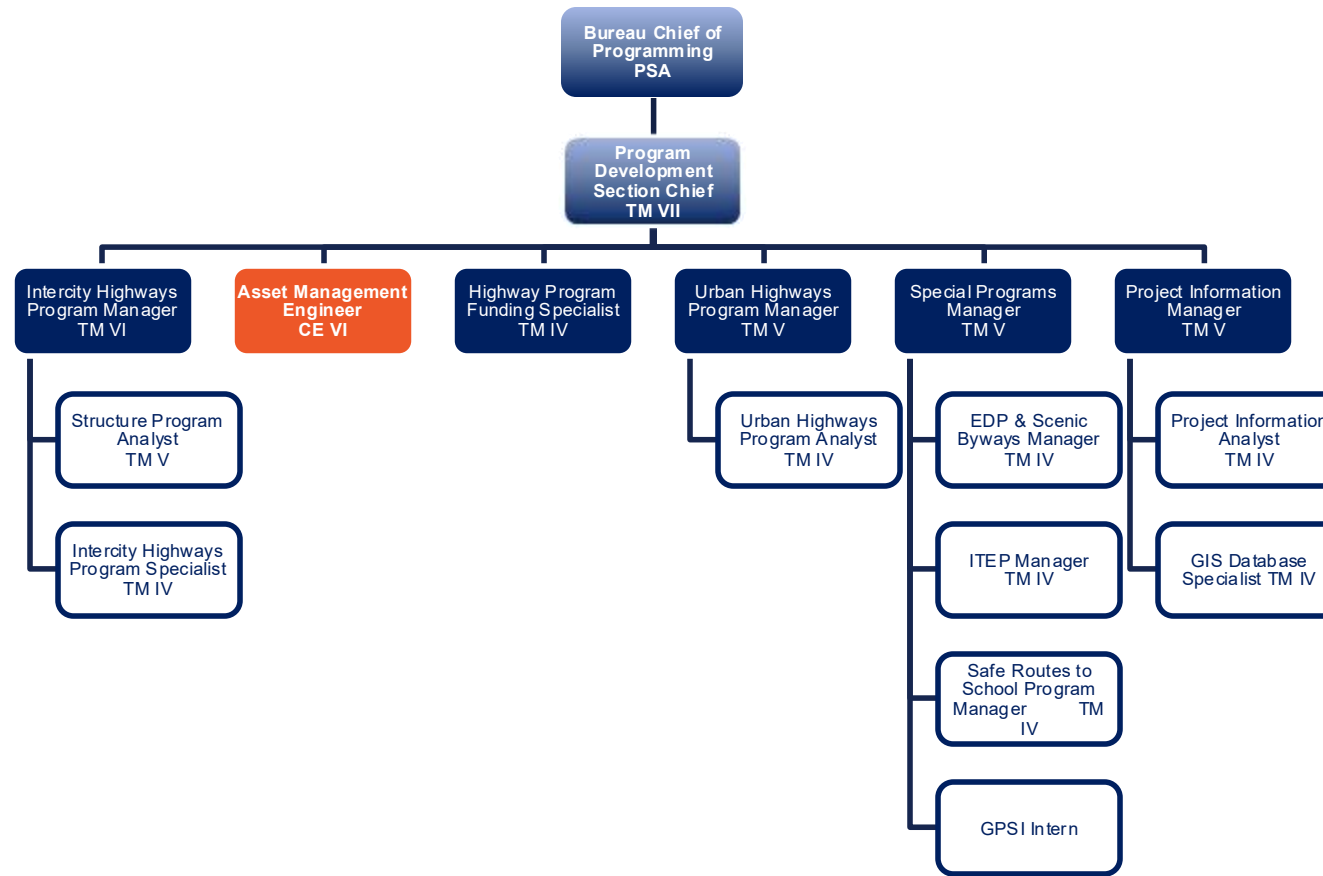 Bureau Chief of
Programming
PSA
Program
Development
Section Chief
TM VII
Intercity Highways
Program Manager
TM VI
Asset Management
Engineer
CE VI
Highway Program
Funding Specialist
TM IV
Urban Highways
Program Manager
TM V
Special Programs
Manager
TM V
Project Information
Manager
TM V
Structure Program
Analyst
TM V
Intercity Highways
Program Specialist
TM IV
Urban Highways
Program Analyst
TM IV
EDP & Scenic
Byways Manager
TM IV
ITEP Manager
TM IV
Safe Routes to
School Program
Manager TM
IV
GPSI Intern
Project Information
Analyst
TM IV
GIS Database
Specialist TM IV